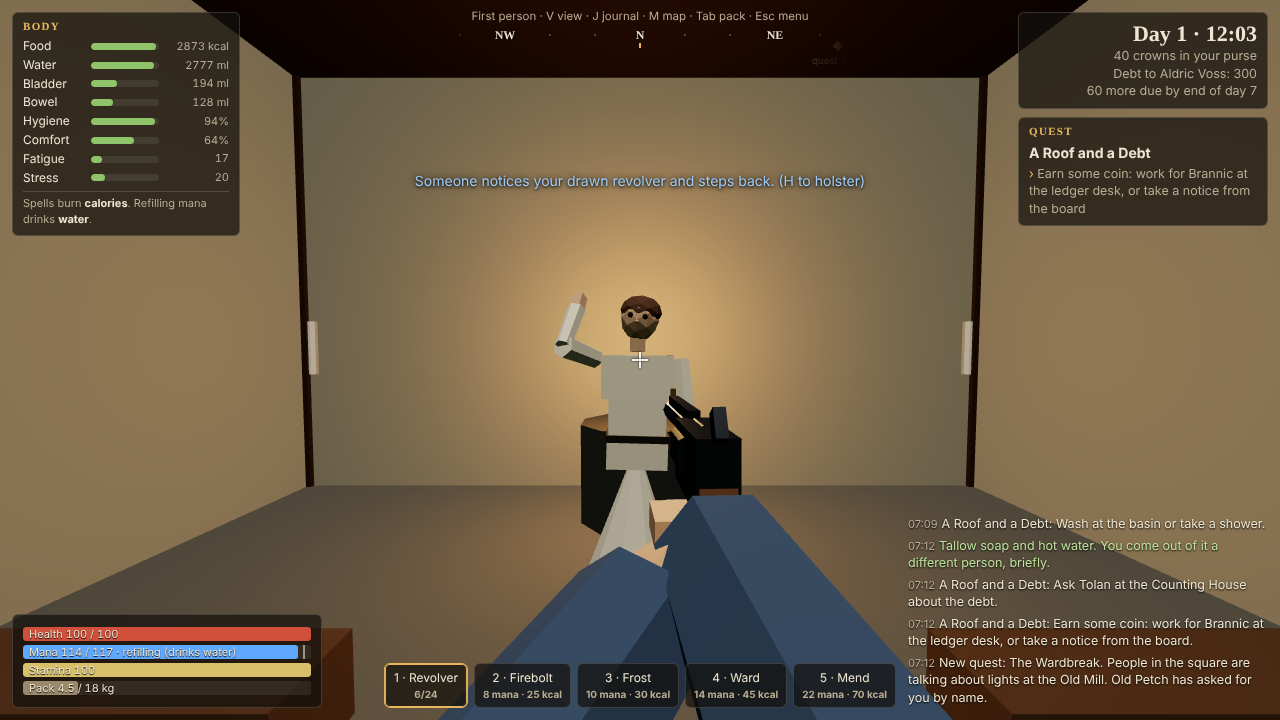 BODY
Food 2873 kcal
Water 2777 ml
Bladder 194 ml
Bowel 128 ml
Hygiene 94%
Comfort 64%
Fatigue 17
Stress 20
Spells burn calories. Refilling mana
drinks water.
First person · V view · J journal · M map · Tab pack · Esc menu
NW N NE
Day 1 · 12:03
40 crowns in your purse
Debt to Aldric Voss: 300
60 more due by end of day 7
QUEST
A Roof and a Debt
› Earn some coin: work for Brannic at
the ledger desk, or take a notice from
the board
Someone notices your drawn revolver and steps back. (H to holster)
07:09 A Roof and a Debt: Wash at the basin or take a shower.
07:12 Tallow soap and hot water. You come out of it a
different person, briefly.
07:12 A Roof and a Debt: Ask Tolan at the Counting House
about the debt.
07:12 A Roof and a Debt: Earn some coin: work for Brannic at
the ledger desk, or take a notice from the board.
07:12 New quest: The Wardbreak. People in the square are
talking about lights at the Old Mill. Old Petch has asked for
you by name.
Health 100 / 100
Mana 114 / 117 · refilling (drinks water)
Stamina 100
Pack 4.5 / 18 kg
1 · Revolver
6/24
2 · Firebolt
8 mana · 25 kcal
3 · Frost
10 mana · 30 kcal
4 · Ward
14 mana · 45 kcal
5 · Mend
22 mana · 70 kcal